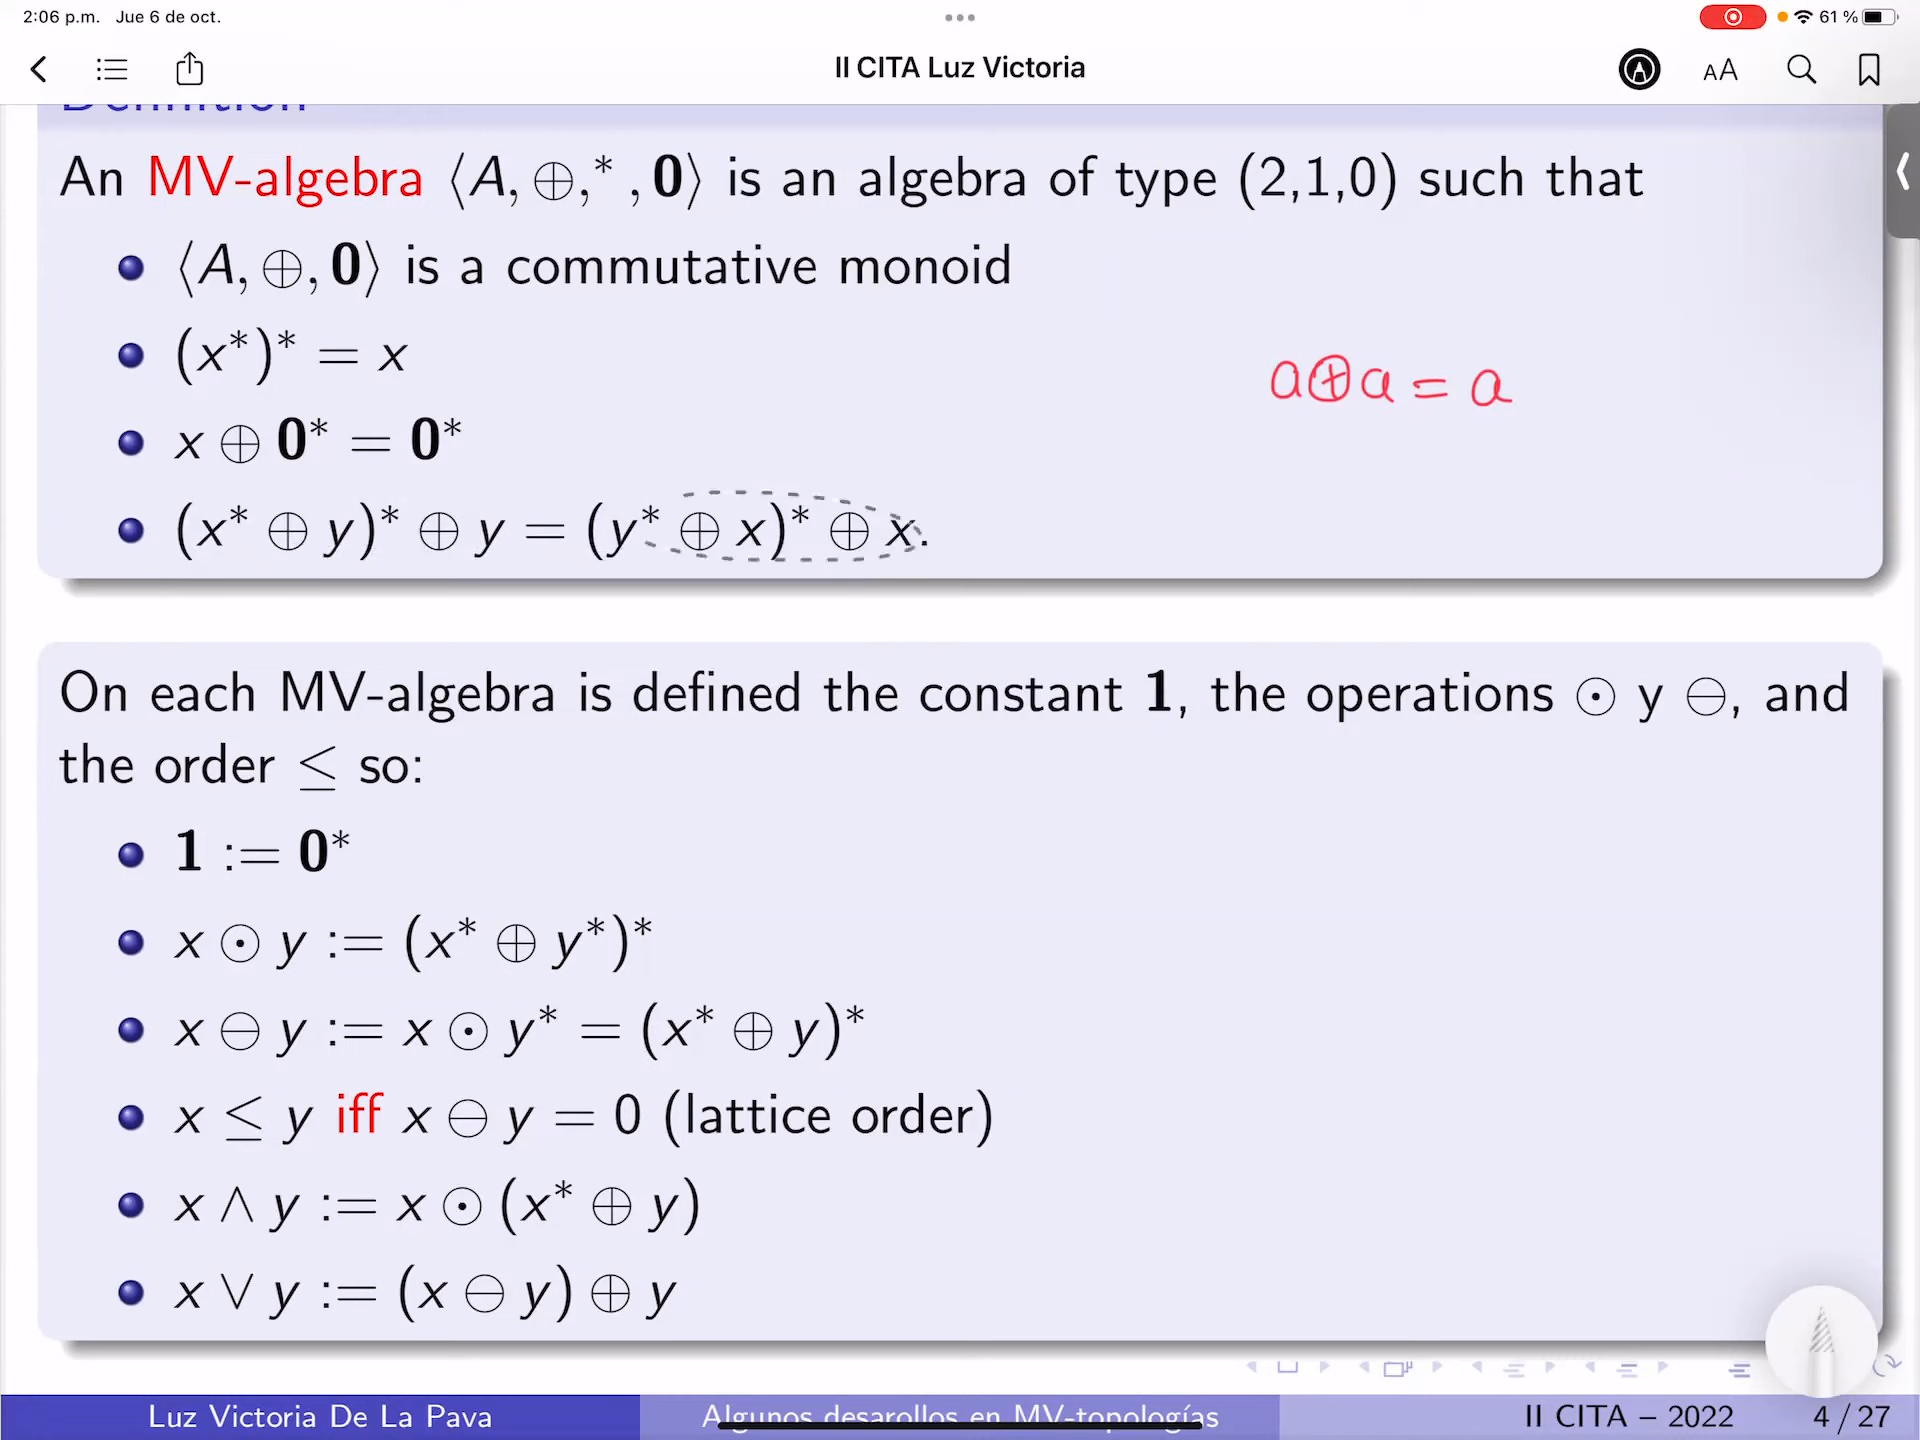 2:06 p.m. Jue 6 de oct.
61 %
II CITA Luz Victoria
AA
Definition
An MV-algebra ⟨A, ⊕,* , 0⟩ is an algebra of type (2,1,0) such that
• ⟨A, ⊕, 0⟩ is a commutative monoid
• (x*)* = x
a⊕a = a
• x ⊕ 0* = 0*
• (x* ⊕ y)* ⊕ y = (y* ⊕ x)* ⊕ x.
On each MV-algebra is defined the constant 1, the operations ⊙ y ⊖, and
the order ≤ so:
• 1 := 0*
• x ⊙ y := (x* ⊕ y*)*
• x ⊖ y := x ⊙ y* = (x* ⊕ y)*
• x ≤ y iff x ⊖ y = 0 (lattice order)
• x ∧ y := x ⊙ (x* ⊕ y)
• x ∨ y := (x ⊖ y) ⊕ y
Luz Victoria De La Pava
Algunos desarollos en MV-topologías
II CITA – 2022
4 / 27